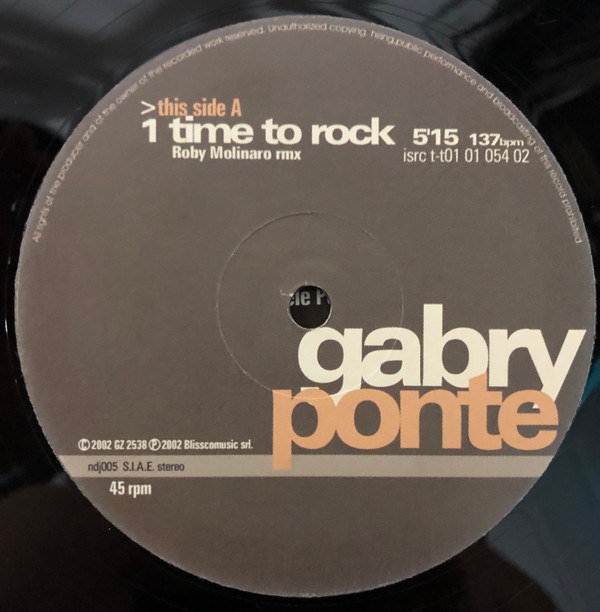 All rights of the producer and of the owner of the recorded work reserved. Unauthorized copying, hiring, public performance and broadcasting of this record prohibited
>this side A
1 time to rock 5'15 137bpm
Roby Molinaro rmx isrc t-t01 01 054 02
gabry
ponte
© 2002 GZ 2538 ℗ 2002 Blisscomusic srl.
ndj005 S.I.A.E. stereo
45 rpm